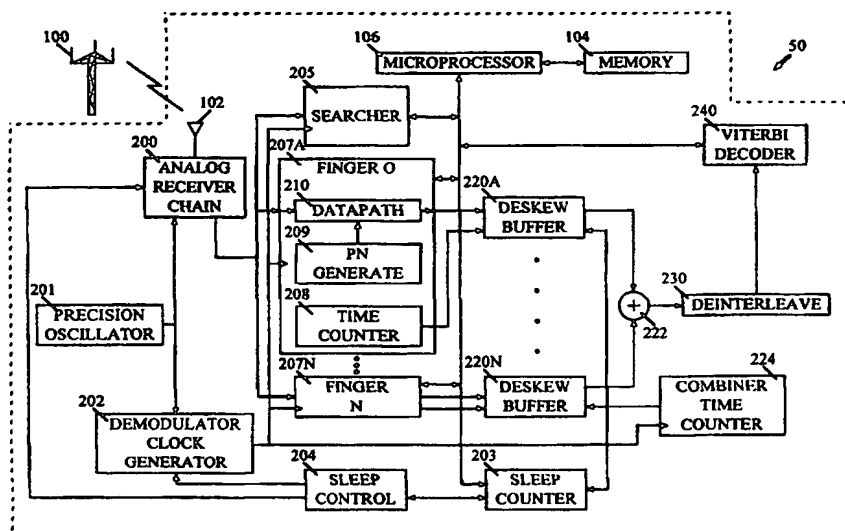 100
106
104
MICROPROCESSOR
MEMORY
50
205
102
SEARCHER
240
200
VITERBI
DECODER
207A
ANALOG
RECEIVER
CHAIN
FINGER O
220A
210
DATAPATH
DESKEW
BUFFER
209
PN
GENERATE
201
230
208
PRECISION
OSCILLATOR
TIME
COUNTER
DEINTERLEAVE
222
207N
220N
224
FINGER
N
DESKEW
BUFFER
COMBINER
TIME
COUNTER
202
DEMODULATOR
CLOCK
GENERATOR
204
203
SLEEP
CONTROL
SLEEP
COUNTER